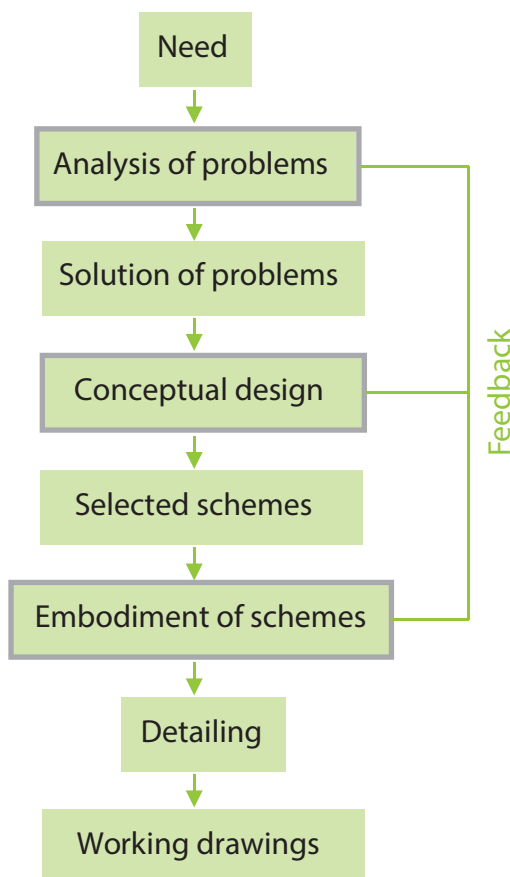 Need
Analysis of problems
Solution of problems
Conceptual design
Feedback
Selected schemes
Embodiment of schemes
Detailing
Working drawings